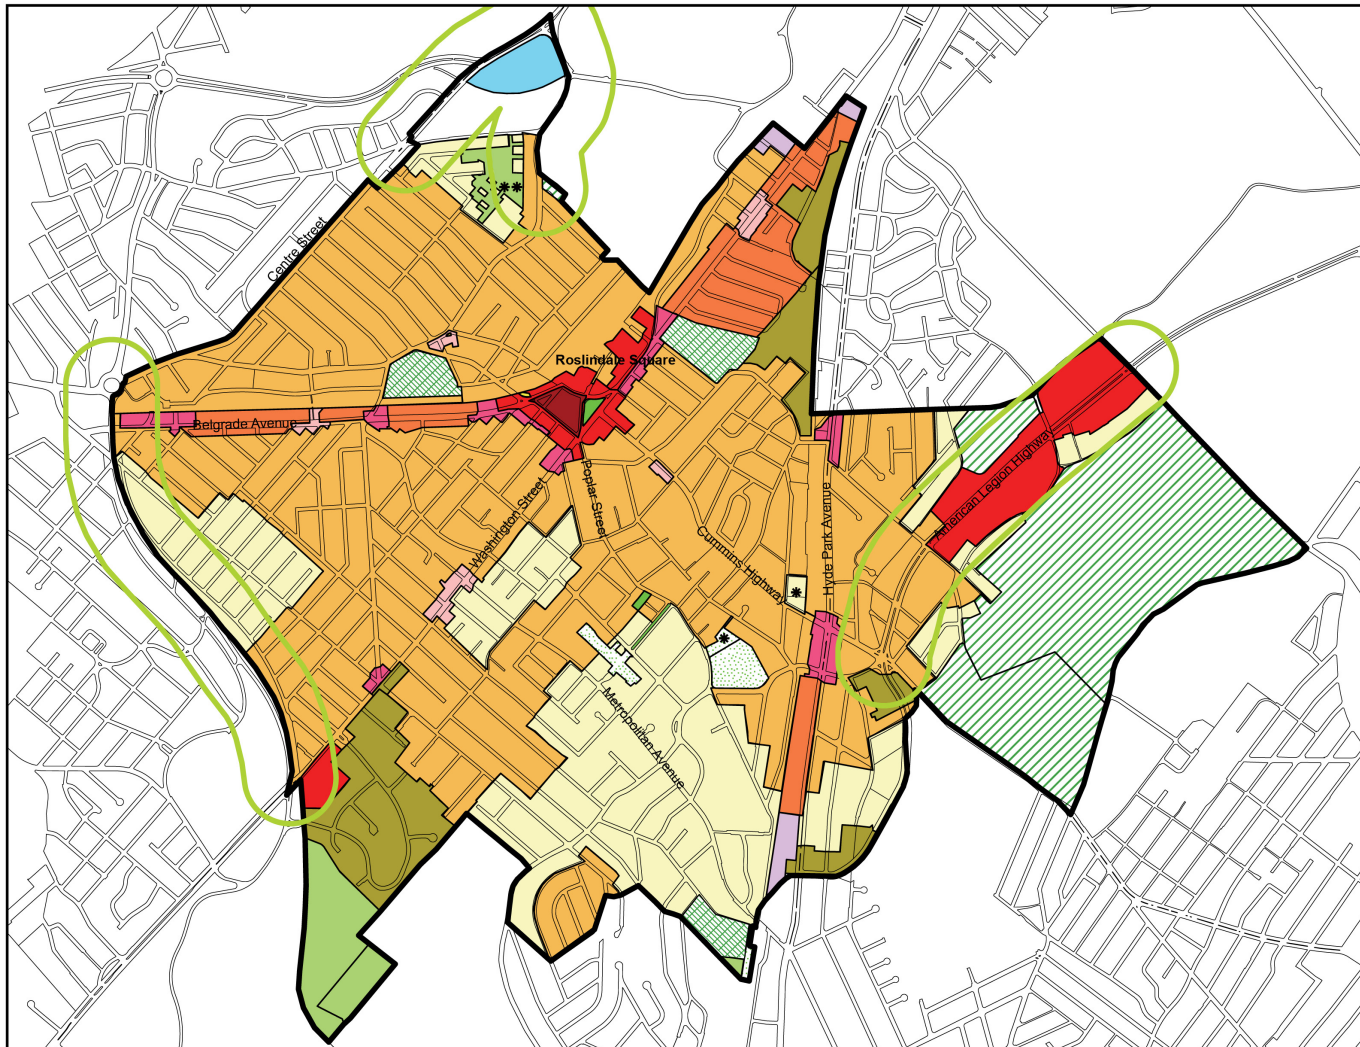 Centre Street
Roslindale Square
Belgrade Avenue
Poplar Street
Washington Street
American Legion Highway
Hyde Park Avenue
Cummins Highway
Metropolitan Avenue